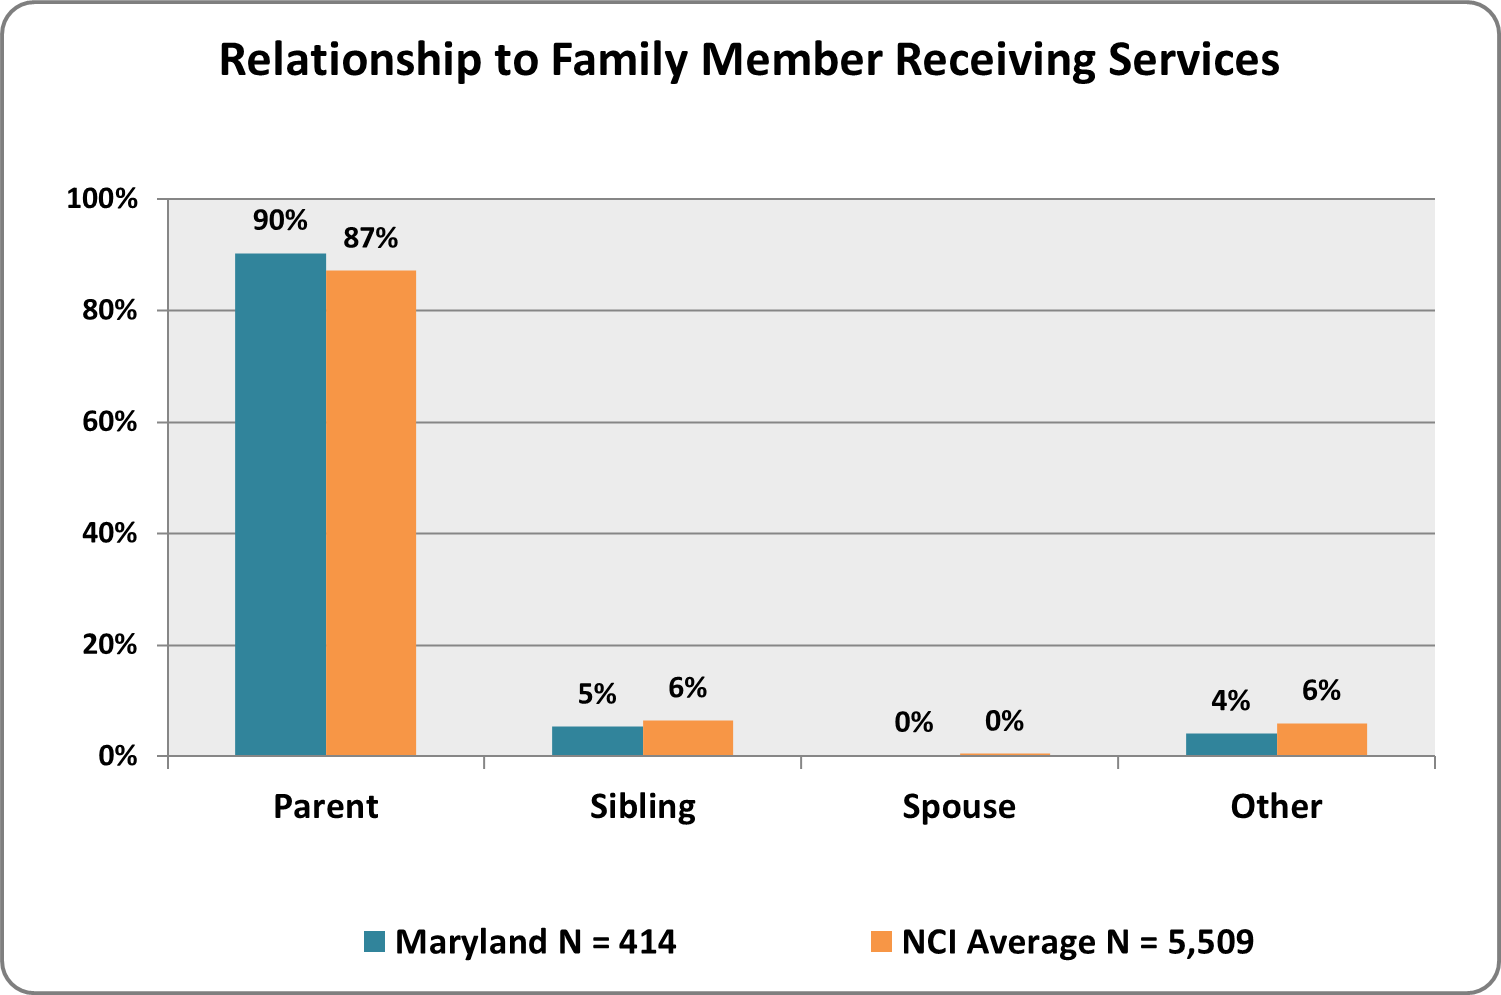 Relationship to Family Member Receiving Services
100%
80%
60%
40%
20%
0%
90%
87%
5%
6%
0%
0%
4%
6%
Parent
Sibling
Spouse
Other
Maryland N = 414
NCI Average N = 5,509